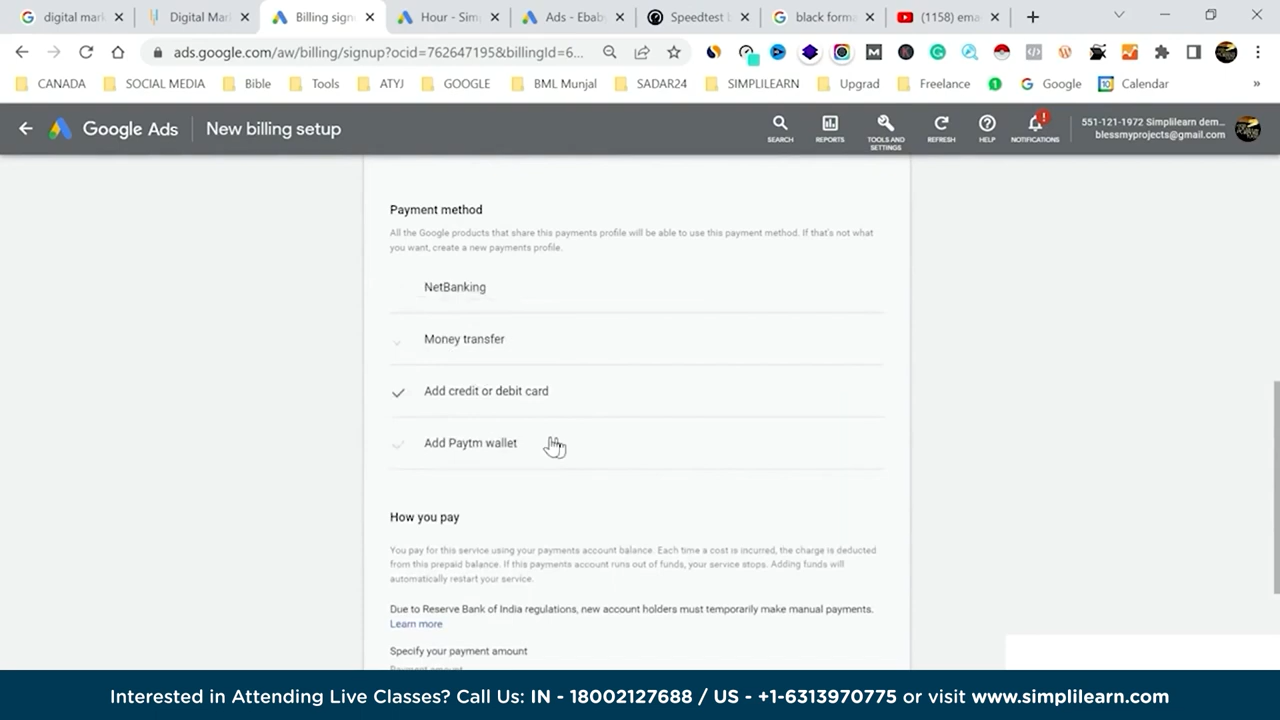 digital mark
Digital Mar
Billing sign
Hour - Sim
Ads - Ebab
Speedtest b
black forma
(1158) ema
ads.google.com/aw/billing/signup?ocid=762647195&billingId=6...
CANADA
SOCIAL MEDIA
Bible
Tools
ATYJ
GOOGLE
BML Munjal
SADAR24
SIMPLILEARN
Upgrad
Freelance
Google
Calendar
»
Google Ads
New billing setup
SEARCH
REPORTS
TOOLS AND
SETTINGS
REFRESH
HELP
NOTIFICATIONS
551-121-1972 Simplilearn dem...
blessmyprojects@gmail.com
Payment method
All the Google products that share this payments profile will be able to use this payment method. If that's not what
you want, create a new payments profile.
NetBanking
Money transfer
Add credit or debit card
Add Paytm wallet
How you pay
You pay for this service using your payments account balance. Each time a cost is incurred, the charge is deducted
from this prepaid balance. If this payments account runs out of funds, your service stops. Adding funds will
automatically restart your service.
Due to Reserve Bank of India regulations, new account holders must temporarily make manual payments.
Learn more
Specify your payment amount
Payment amount
Interested in Attending Live Classes? Call Us: IN - 18002127688 / US - +1-6313970775 or visit www.simplilearn.com